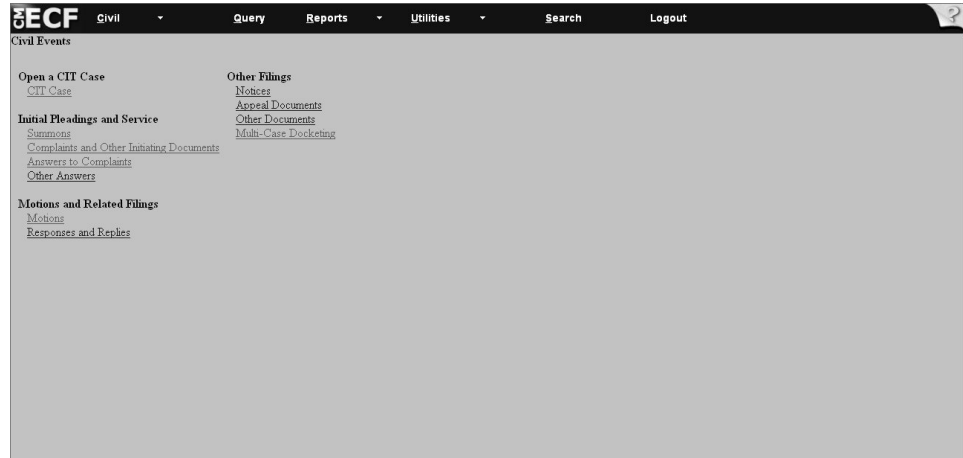 CM ECF Civil Query Reports Utilities Search Logout ?
Civil Events
Open a CIT Case
CIT Case
Initial Pleadings and Service
Summons
Complaints and Other Initiating Documents
Answers to Complaints
Other Answers
Motions and Related Filings
Motions
Responses and Replies
Other Filings
Notices
Appeal Documents
Other Documents
Multi-Case Docketing